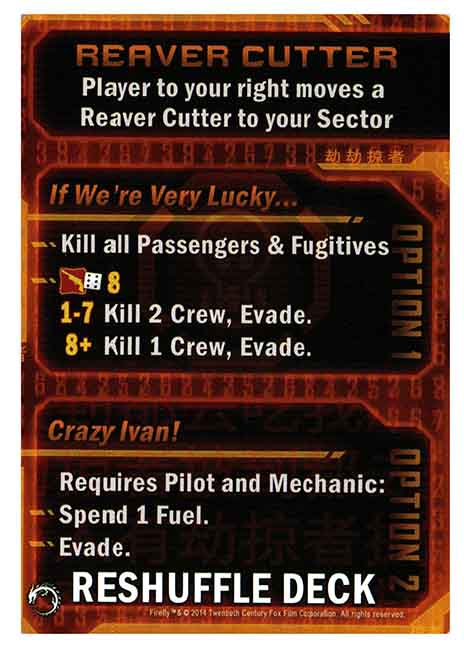 REAVER CUTTER
Player to your right moves a
Reaver Cutter to your Sector
劫劫掠者
If We're Very Lucky...
Kill all Passengers & Fugitives
8
1-7 Kill 2 Crew, Evade.
8+ Kill 1 Crew, Evade.
OPTION 1
Crazy Ivan!
Requires Pilot and Mechanic:
Spend 1 Fuel.
Evade.
OPTION 2
RESHUFFLE DECK
Firefly ™ & © 2014 Twentieth Century Fox Film Corporation. All rights reserved.